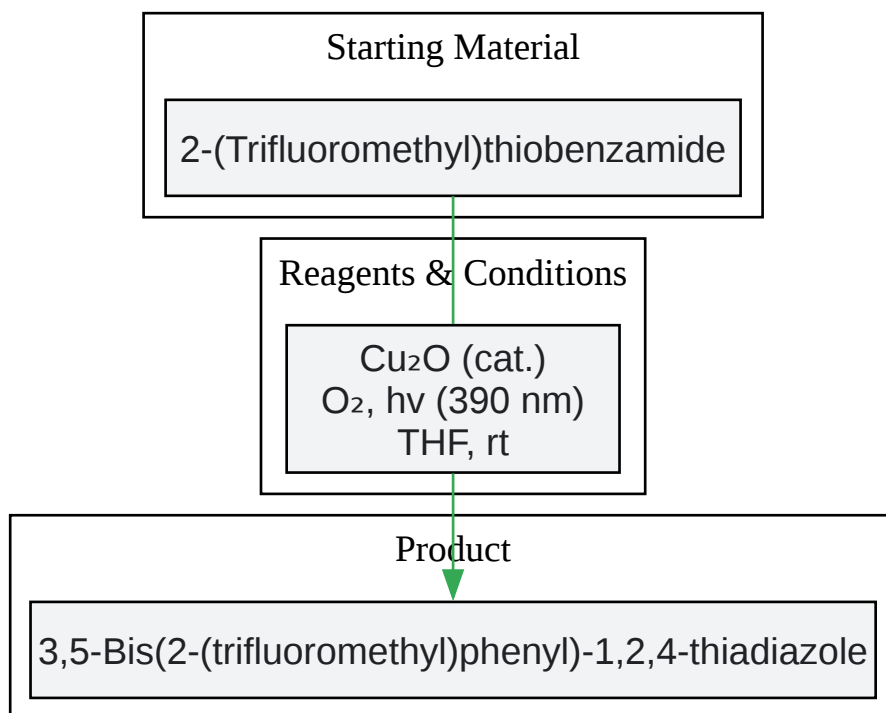 Starting Material
2-(Trifluoromethyl)thiobenzamide
Reagents & Conditions
Cu₂O (cat.)
O₂, hv (390 nm)
THF, rt
Product
3,5-Bis(2-(trifluoromethyl)phenyl)-1,2,4-thiadiazole